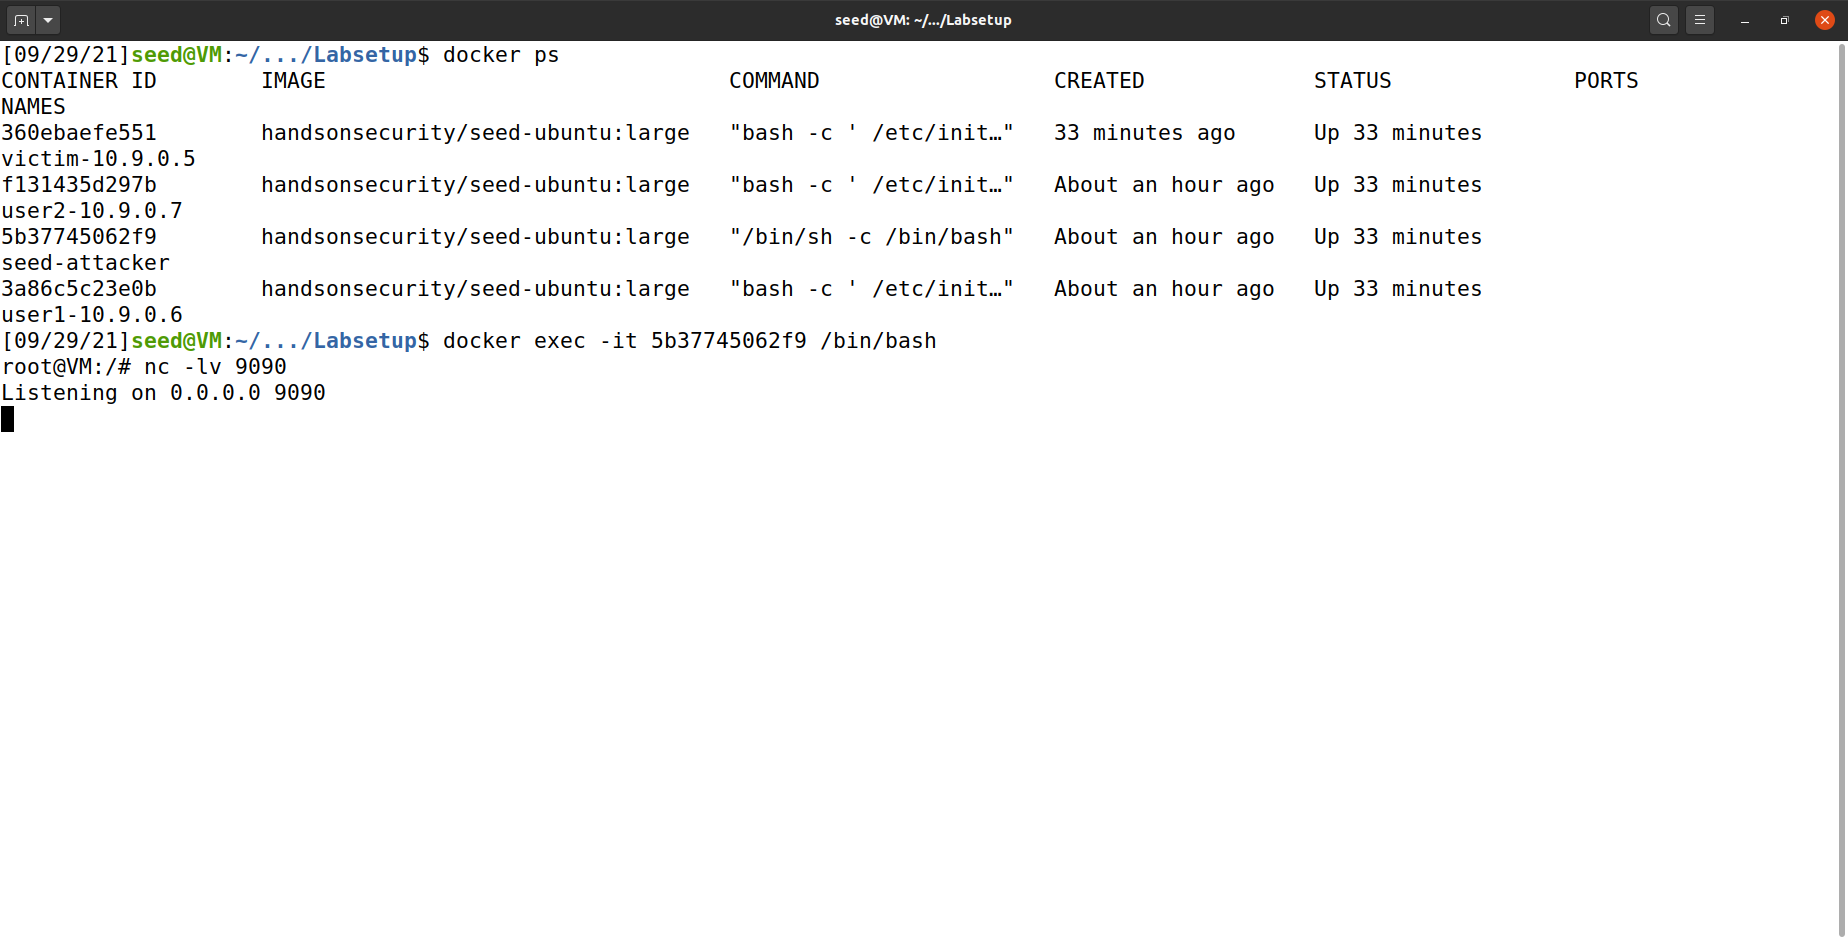 seed@VM: ~/.../Labsetup
[09/29/21]seed@VM:~/.../Labsetup$ docker ps
CONTAINER ID        IMAGE                               COMMAND                  CREATED             STATUS              PORTS
NAMES
360ebaefe551        handsonsecurity/seed-ubuntu:large   "bash -c ' /etc/init…"   33 minutes ago      Up 33 minutes
victim-10.9.0.5
f131435d297b        handsonsecurity/seed-ubuntu:large   "bash -c ' /etc/init…"   About an hour ago   Up 33 minutes
user2-10.9.0.7
5b37745062f9        handsonsecurity/seed-ubuntu:large   "/bin/sh -c /bin/bash"   About an hour ago   Up 33 minutes
seed-attacker
3a86c5c23e0b        handsonsecurity/seed-ubuntu:large   "bash -c ' /etc/init…"   About an hour ago   Up 33 minutes
user1-10.9.0.6
[09/29/21]seed@VM:~/.../Labsetup$ docker exec -it 5b37745062f9 /bin/bash
root@VM:/# nc -lv 9090
Listening on 0.0.0.0 9090